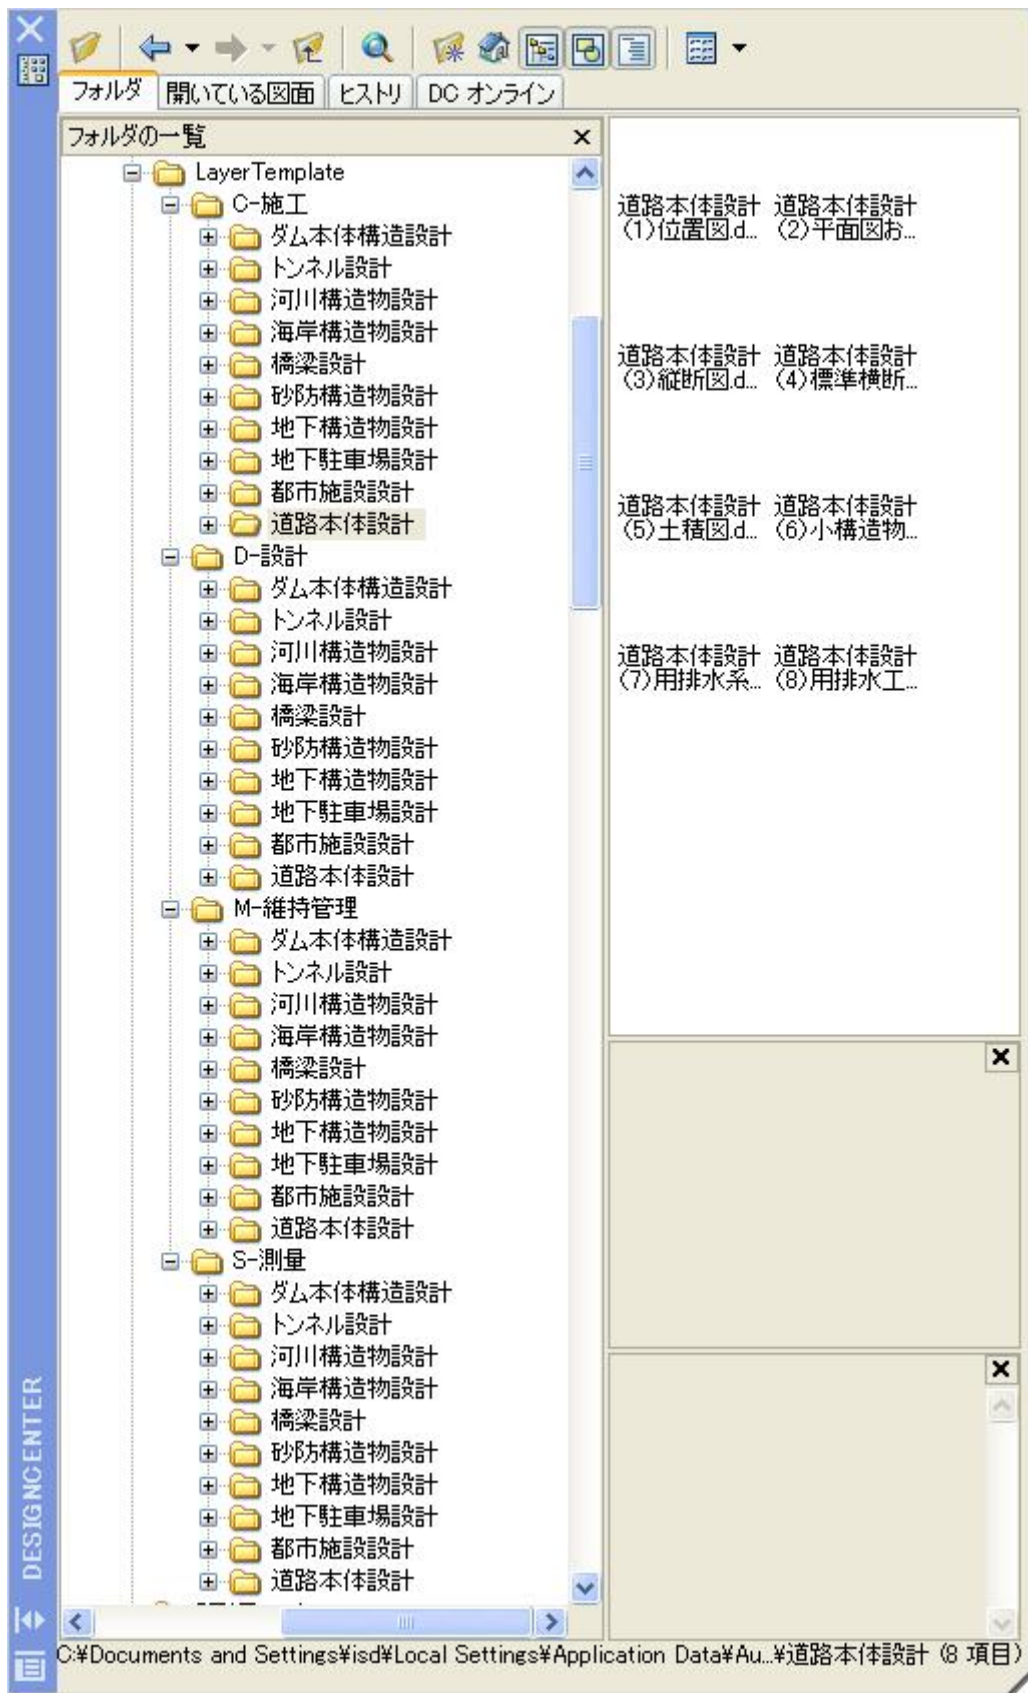 フォルダ 開いている図面 ヒストリ DC オンライン
フォルダの一覧
LayerTemplate
C-施工
ダム本体構造設計
トンネル設計
河川構造物設計
海岸構造物設計
橋梁設計
砂防構造物設計
地下構造物設計
地下駐車場設計
都市施設設計
道路本体設計
D-設計
ダム本体構造設計
トンネル設計
河川構造物設計
海岸構造物設計
橋梁設計
砂防構造物設計
地下構造物設計
地下駐車場設計
都市施設設計
道路本体設計
M-維持管理
ダム本体構造設計
トンネル設計
河川構造物設計
海岸構造物設計
橋梁設計
砂防構造物設計
地下構造物設計
地下駐車場設計
都市施設設計
道路本体設計
S-測量
ダム本体構造設計
トンネル設計
河川構造物設計
海岸構造物設計
橋梁設計
砂防構造物設計
地下構造物設計
地下駐車場設計
都市施設設計
道路本体設計
道路本体設計 道路本体設計
(1)位置図.d... (2)平面図お...
道路本体設計 道路本体設計
(3)縦断図.d... (4)標準横断...
道路本体設計 道路本体設計
(5)土積図.d... (6)小構造物...
道路本体設計 道路本体設計
(7)用排水系... (8)用排水工...
DESIGNCENTER
C:¥Documents and Settings¥isd¥Local Settings¥Application Data¥Au...¥道路本体設計 (8 項目)